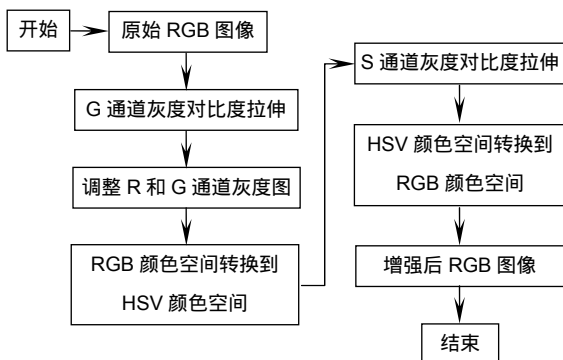 开始
原始 RGB 图像
G 通道灰度对比度拉伸
调整 R 和 G 通道灰度图
RGB 颜色空间转换到
HSV 颜色空间
S 通道灰度对比度拉伸
HSV 颜色空间转换到
RGB 颜色空间
增强后 RGB 图像
结束